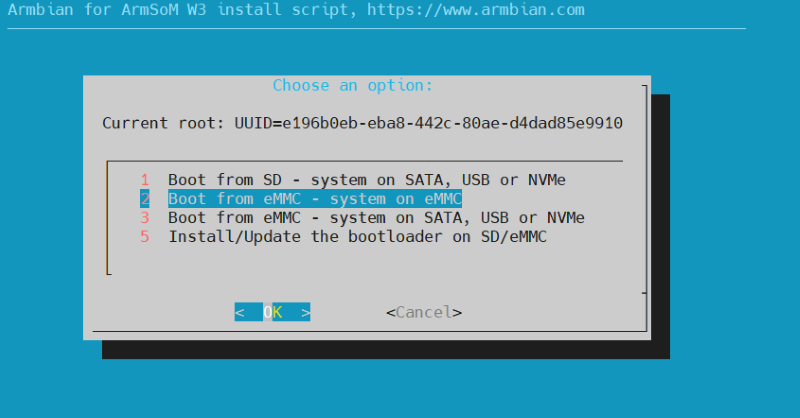 Armbian for ArmSoM W3 install script, https://www.armbian.com
Choose an option:
Current root: UUID=e196b0eb-eba8-442c-80ae-d4dad85e9910
1 Boot from SD - system on SATA, USB or NVMe
2 Boot from eMMC - system on eMMC
3 Boot from eMMC - system on SATA, USB or NVMe
5 Install/Update the bootloader on SD/eMMC
< OK > <Cancel>